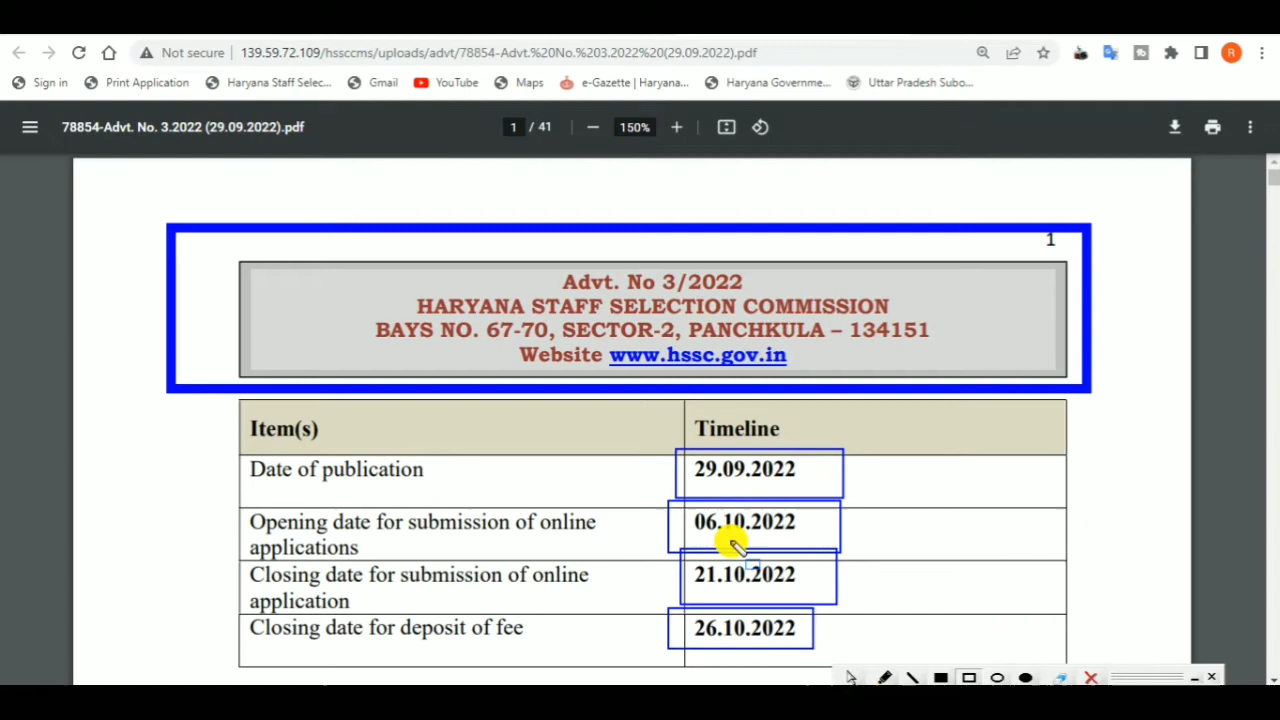 Not secure | 139.59.72.109/hssccms/uploads/advt/78854-Advt.%20No.%203.2022%20(29.09.2022).pdf
R
Sign in Print Application Haryana Staff Selec... Gmail YouTube Maps e-Gazette | Haryana... Haryana Governme... Uttar Pradesh Subo...
78854-Advt. No. 3.2022 (29.09.2022).pdf 1 / 41 150%
1
Advt. No 3/2022
HARYANA STAFF SELECTION COMMISSION
BAYS NO. 67-70, SECTOR-2, PANCHKULA – 134151
Website www.hssc.gov.in
Item(s) Timeline
Date of publication 29.09.2022
Opening date for submission of online 06.10.2022
applications
Closing date for submission of online 21.10.2022
application
Closing date for deposit of fee 26.10.2022